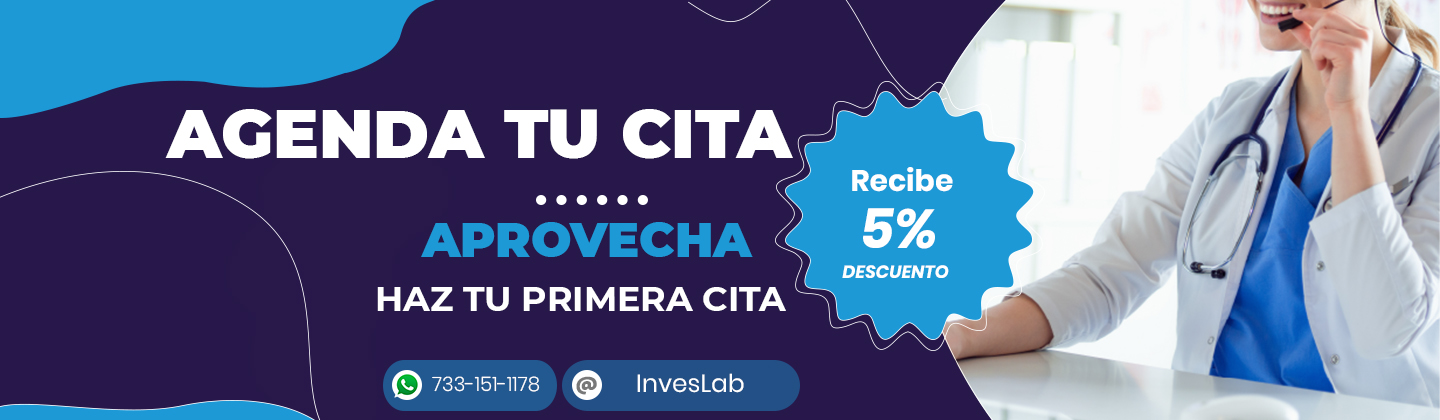 AGENDA TU CITA
APROVECHA
HAZ TU PRIMERA CITA
Recibe
5%
DESCUENTO
733-151-1178
@ InvesLab